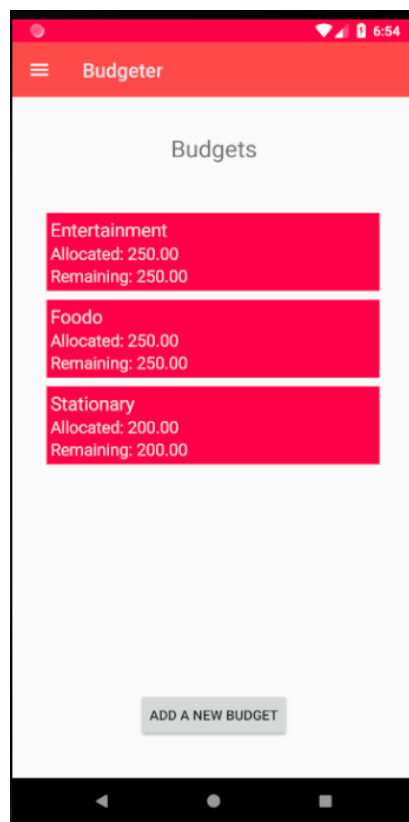 6:54
Budgeter
Budgets
Entertainment
Allocated: 250.00
Remaining: 250.00
Foodo
Allocated: 250.00
Remaining: 250.00
Stationary
Allocated: 200.00
Remaining: 200.00
ADD A NEW BUDGET